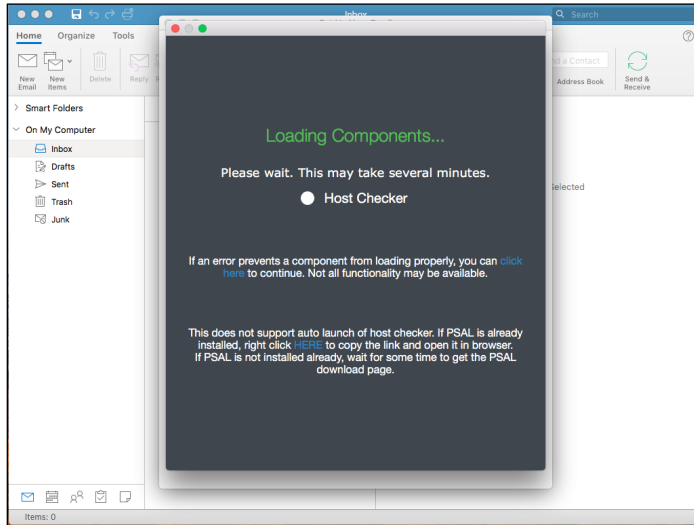 Inbox
Search
Home Organize Tools
New Email
New Items
Delete
Reply
nd a Contact
Address Book
Send & Receive
Smart Folders
On My Computer
Inbox
Drafts
Sent
Trash
Junk
Selected
Loading Components...
Please wait. This may take several minutes.
Host Checker
If an error prevents a component from loading properly, you can click
here to continue. Not all functionality may be available.
This does not support auto launch of host checker. If PSAL is already
installed, right click HERE to copy the link and open it in browser.
If PSAL is not installed already, wait for some time to get the PSAL
download page.
Items: 0